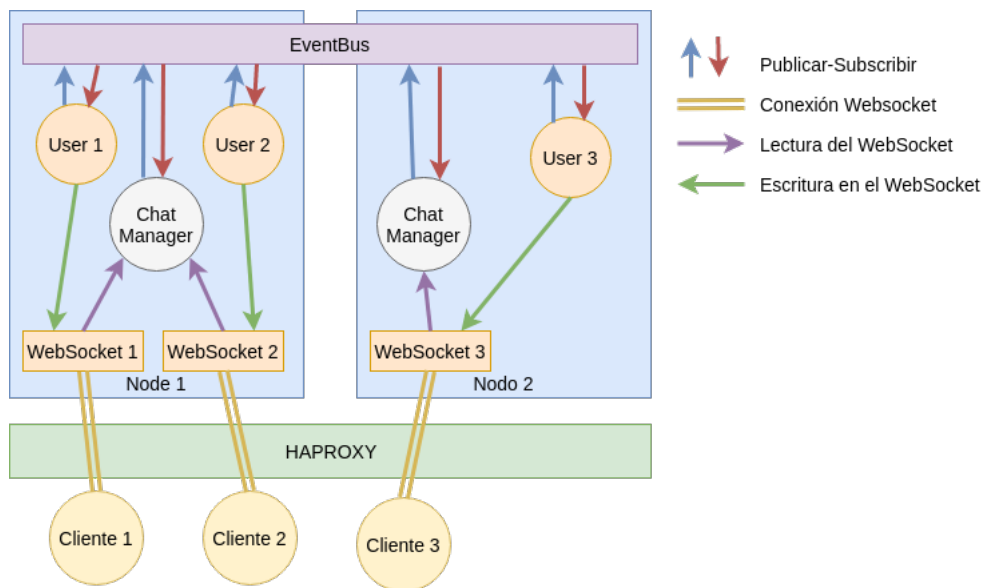 EventBus
User 1
User 2
User 3
Chat
Manager
Chat
Manager
WebSocket 1
WebSocket 2
WebSocket 3
Node 1
Nodo 2
HAPROXY
Cliente 1
Cliente 2
Cliente 3
Publicar-Subscribir
Conexión Websocket
Lectura del WebSocket
Escritura en el WebSocket